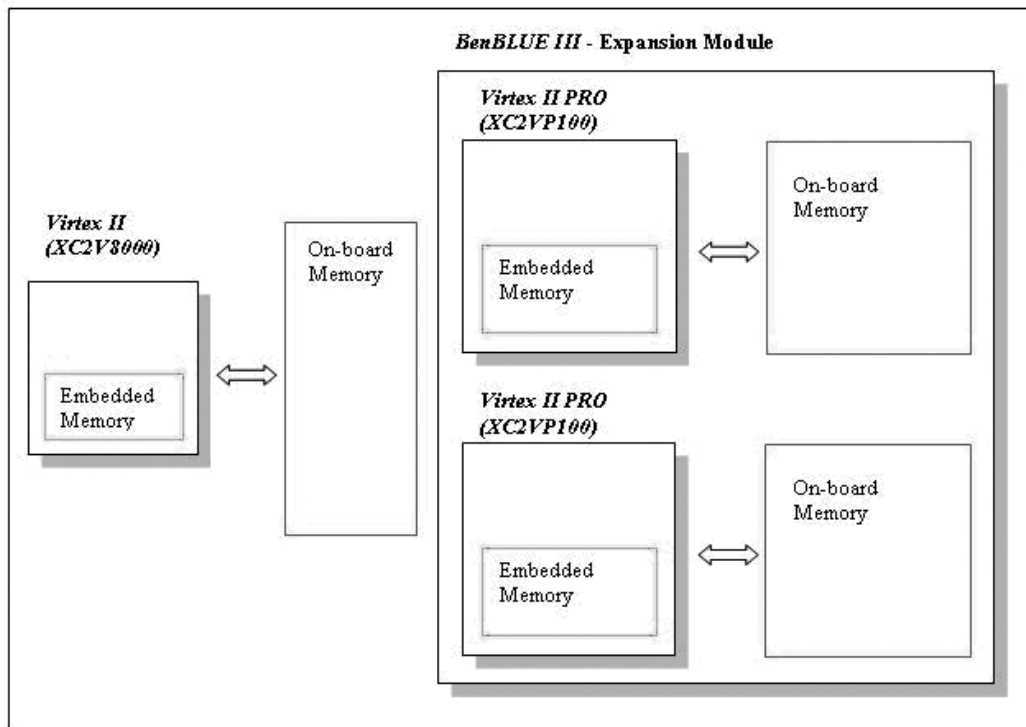 BenBLUE III - Expansion Module
Virtex II PRO
(XC2VP100)
On-board
Memory
Embedded
Memory
Virtex II
(XC2V8000)
On-board
Memory
Embedded
Memory
Virtex II PRO
(XC2VP100)
On-board
Memory
Embedded
Memory